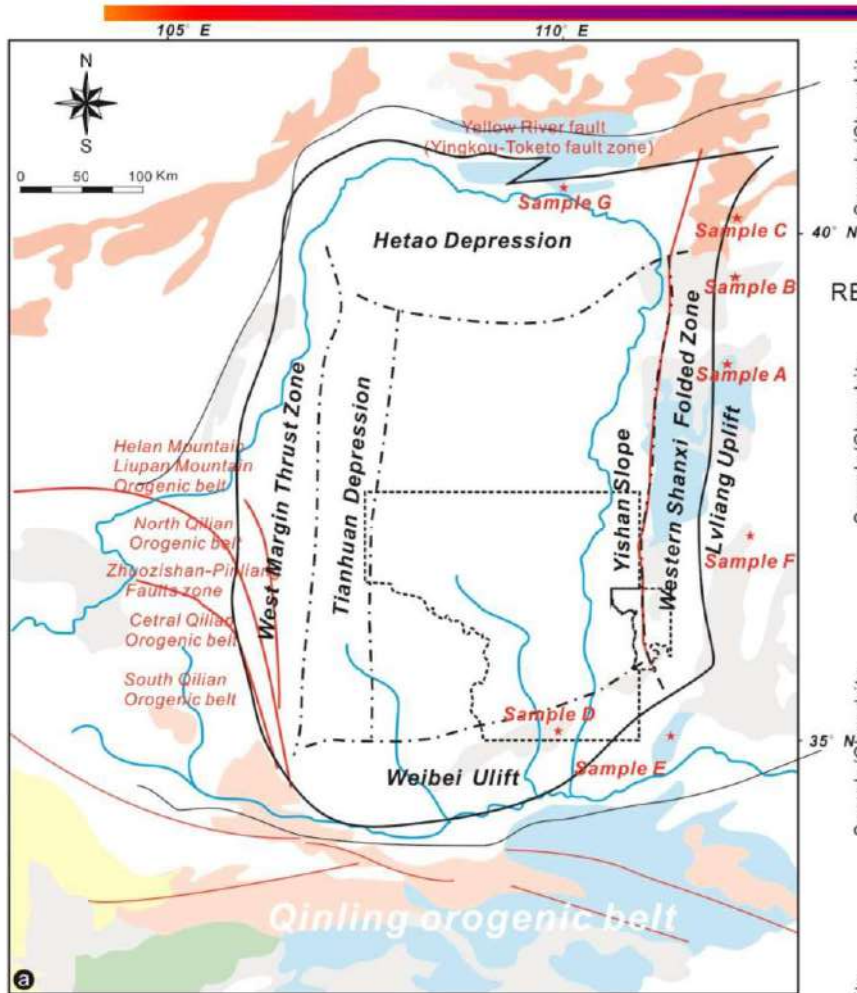 105° E
110° E
N
S
0 50 100 Km
Yellow River fault
(Yingkou-Toketo fault zone)
Sample G
Hetao Depression
Sample C
40° N
Sample B
RE
Sample A
West Margin Thrust Zone
Tianhuan Depression
Yishan Slope
Western Shanxi Folded Zone
Lvliang Uplift
Helan Mountain
Liupan Mountain
Orogenic belt
North Qilian
Orogenic belt
Sample F
Faults zone
Cetral Qilian
Orogenic belt
South Qilian
Orogenic belt
Sample D
35° N
Weibei Ulift
Sample E
Qinling orogenic belt
a